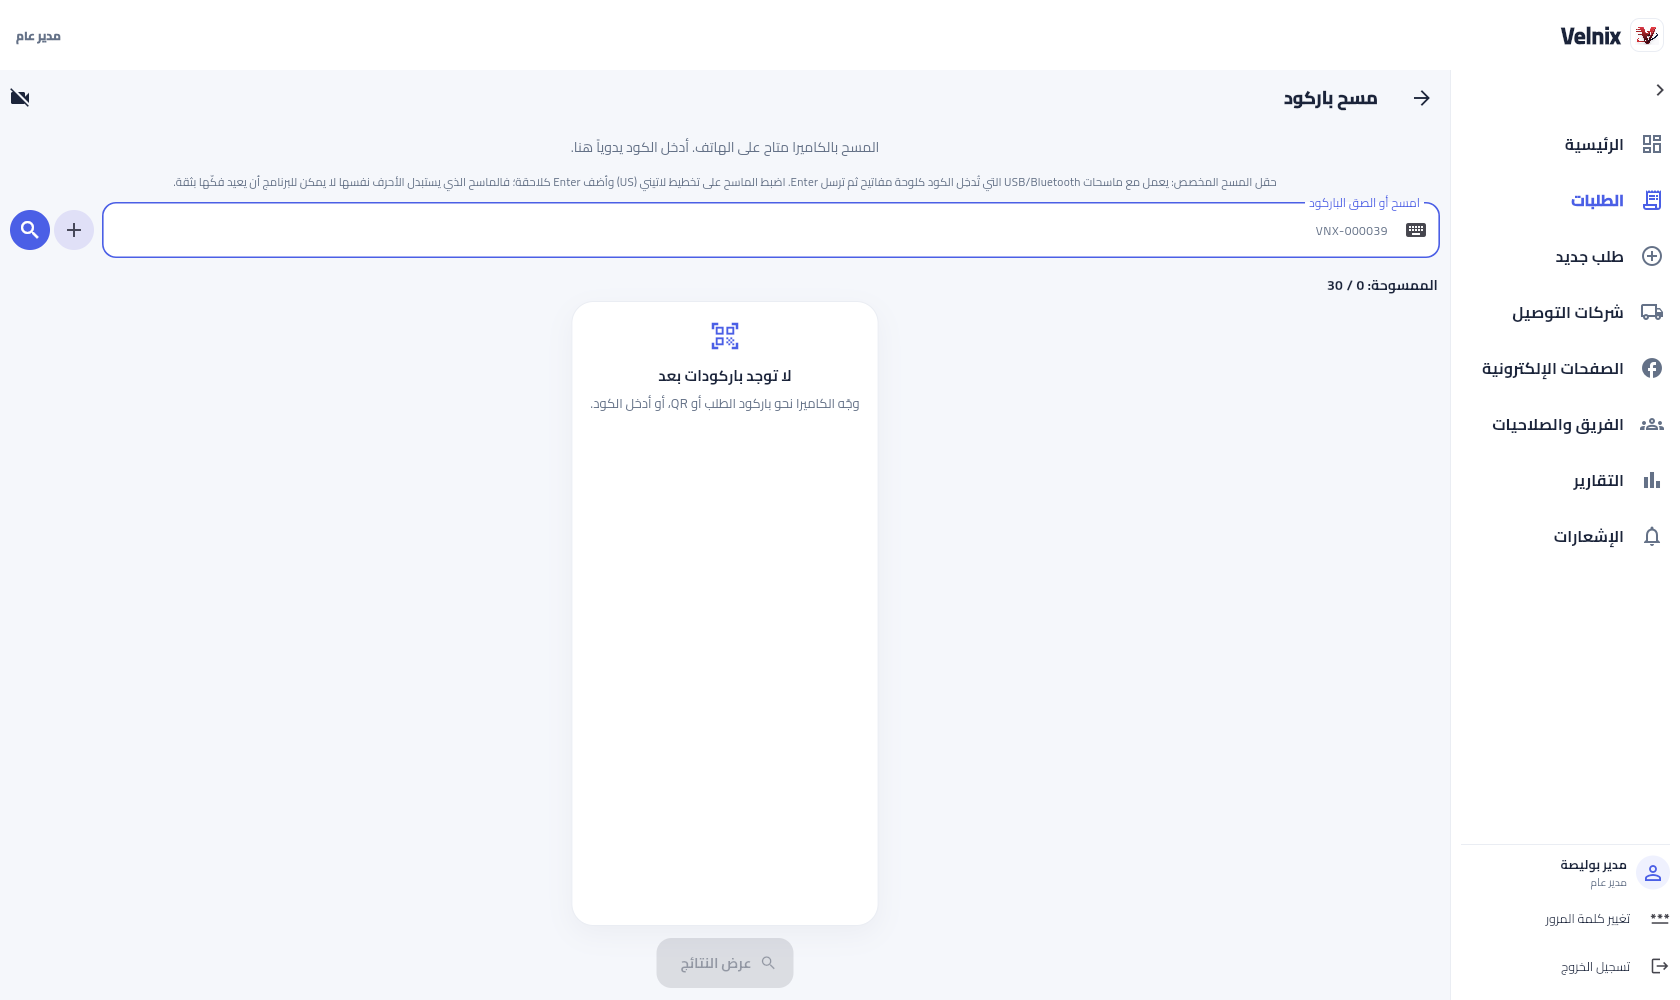 Velnix
مدير عام
الرئيسية
الطلبات
طلب جديد
شركات التوصيل
الصفحات الإلكترونية
الفريق والصلاحيات
التقارير
الإشعارات
مدير بوليصة
مدير عام
تغيير كلمة المرور
تسجيل الخروج
مسح باركود
المسح بالكاميرا متاح على الهاتف. أدخل الكود يدوياً هنا.
حقل المسح المخصص: يعمل مع ماسحات USB/Bluetooth التي تُدخِل الكود كلوحة مفاتيح ثم ترسل Enter. اضبط الماسح على تخطيط لاتيني (US) وأضف Enter كلاحقة؛ فالماسح الذي يستبدل الأحرف نفسها لا يمكن للبرنامج أن يعيد فكّها بثقة.
امسح أو الصق الباركود
VNX-000039
الممسوحة: 0 / 30
لا توجد باركودات بعد
وجّه الكاميرا نحو باركود الطلب أو QR، أو أدخل الكود.
عرض النتائج